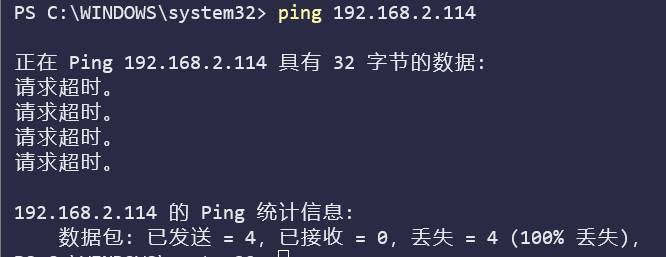 PS C:\WINDOWS\system32> ping 192.168.2.114
正在 Ping 192.168.2.114 具有 32 字节的数据:
请求超时。
请求超时。
请求超时。
请求超时。
192.168.2.114 的 Ping 统计信息:
数据包: 已发送 = 4, 已接收 = 0, 丢失 = 4 (100% 丢失),
PS C:\WINDOWS\system32>